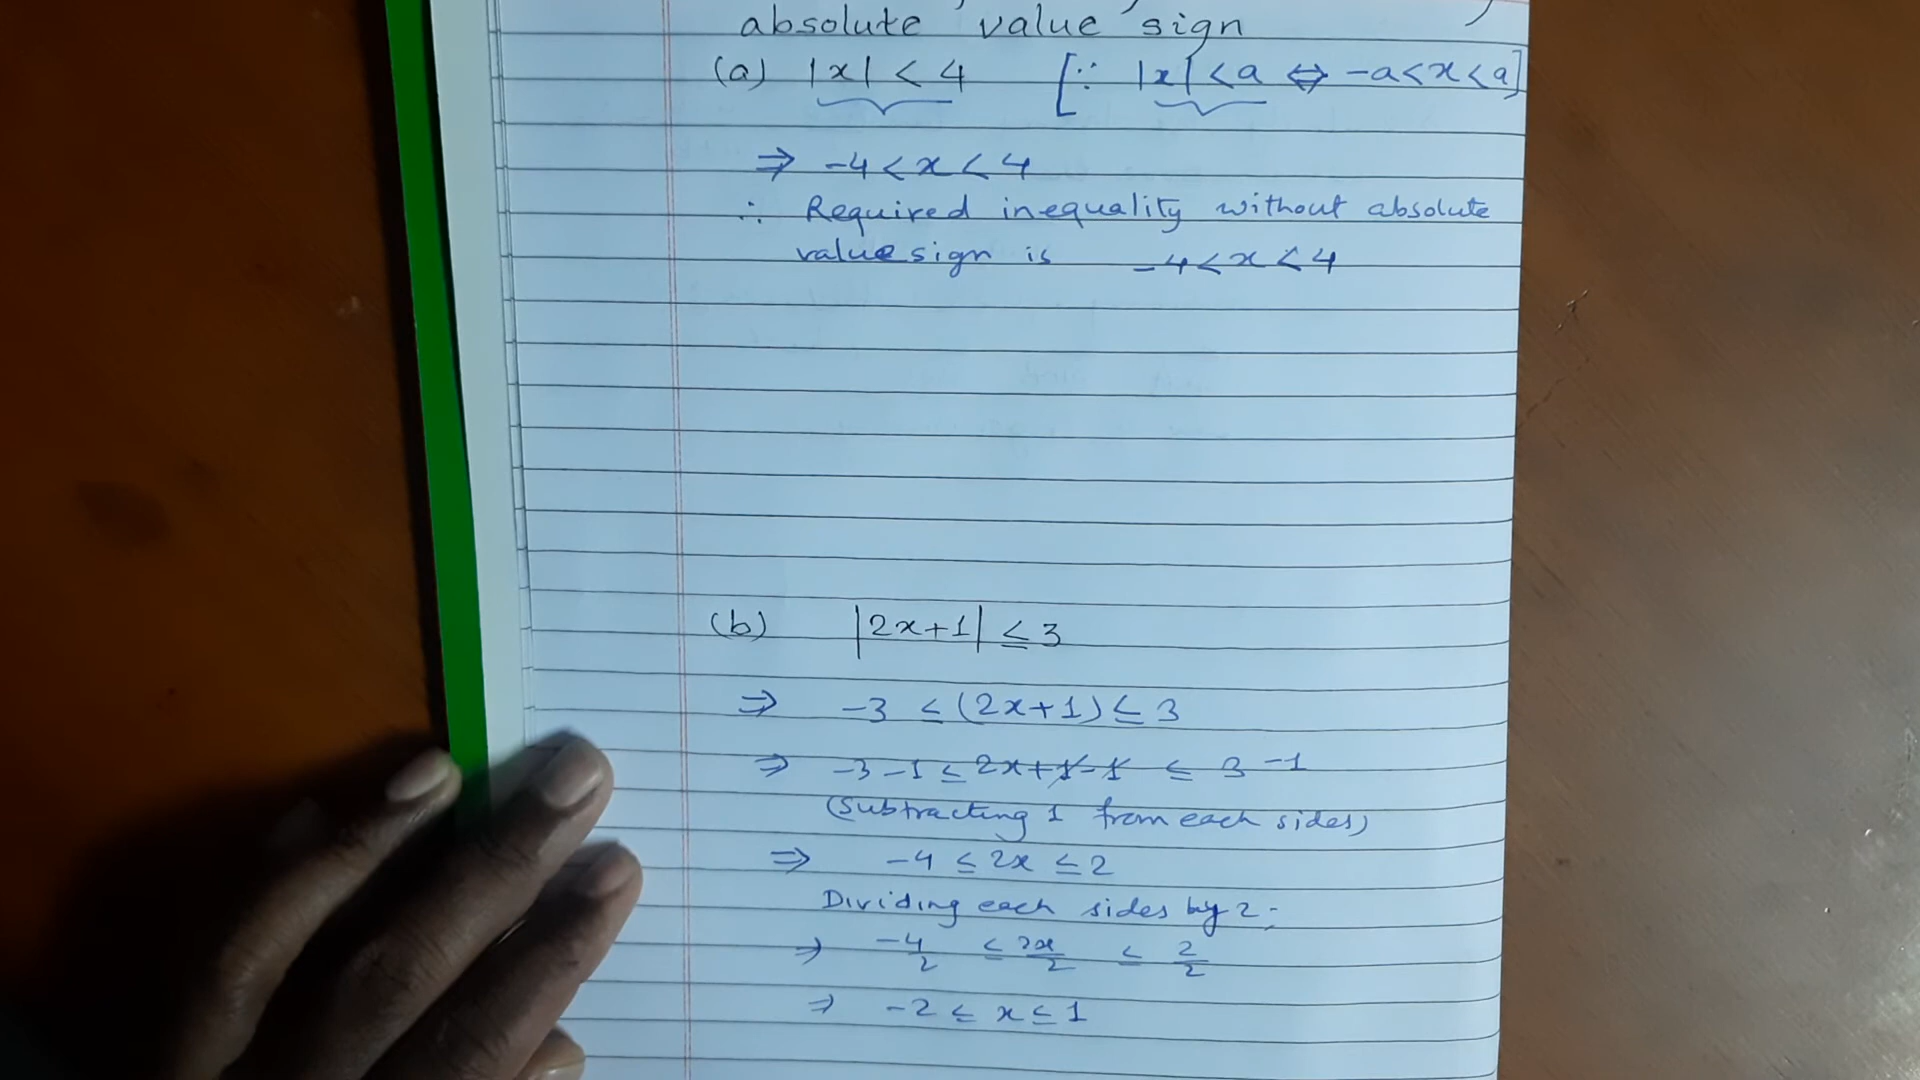 absolute value sign
(a) |x| < 4 [∵ |x| < a ⇔ -a<x<a]
⇒ -4 < x < 4
∴ Required inequality without absolute
value sign is -4 < x < 4
(b) |2x+1| ≤ 3
⇒ -3 ≤ (2x+1) ≤ 3
⇒ -3-1 ≤ 2x+1-1 ≤ 3-1
(Subtracting 1 from each sides)
⇒ -4 ≤ 2x ≤ 2
Dividing each sides by 2:
⇒ -4/2 ≤ 2x/2 ≤ 2/2
⇒ -2 ≤ x ≤ 1